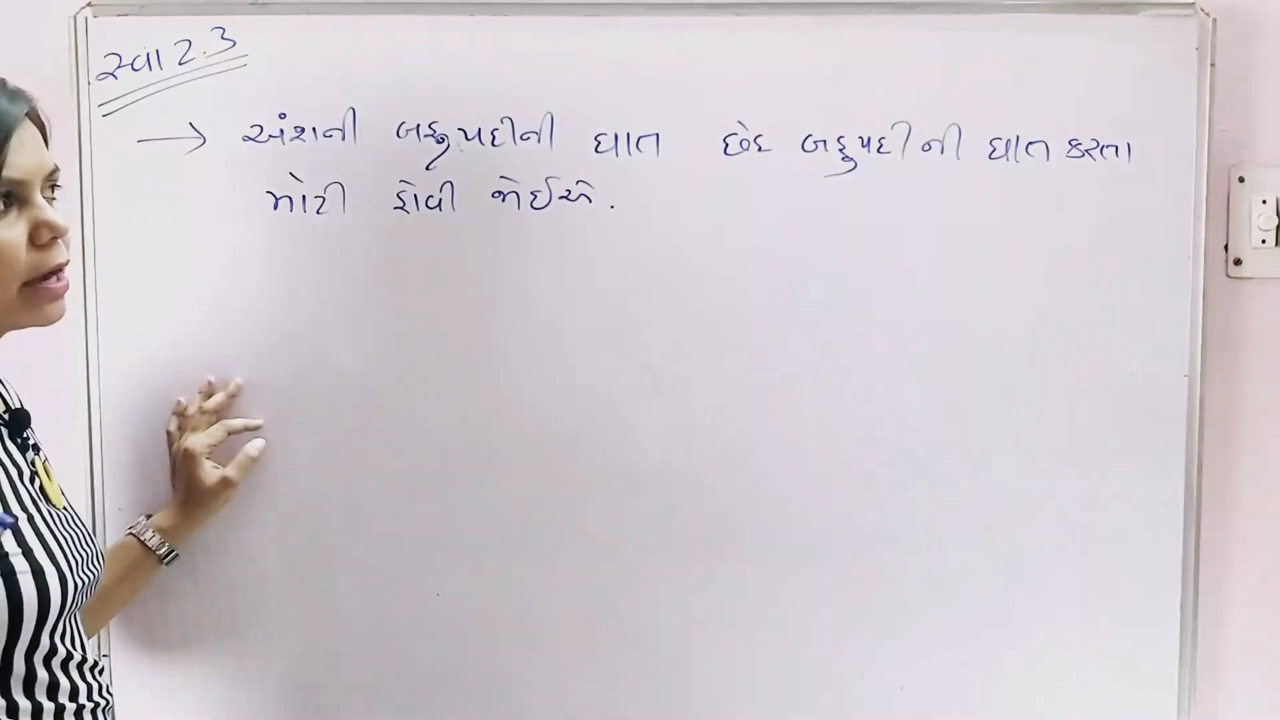 સ્વા 2.3
→ અંશની બહુપદીની ઘાત છેદ બહુપદીની ઘાત કરતા
મોટી હોવી જોઈએ.